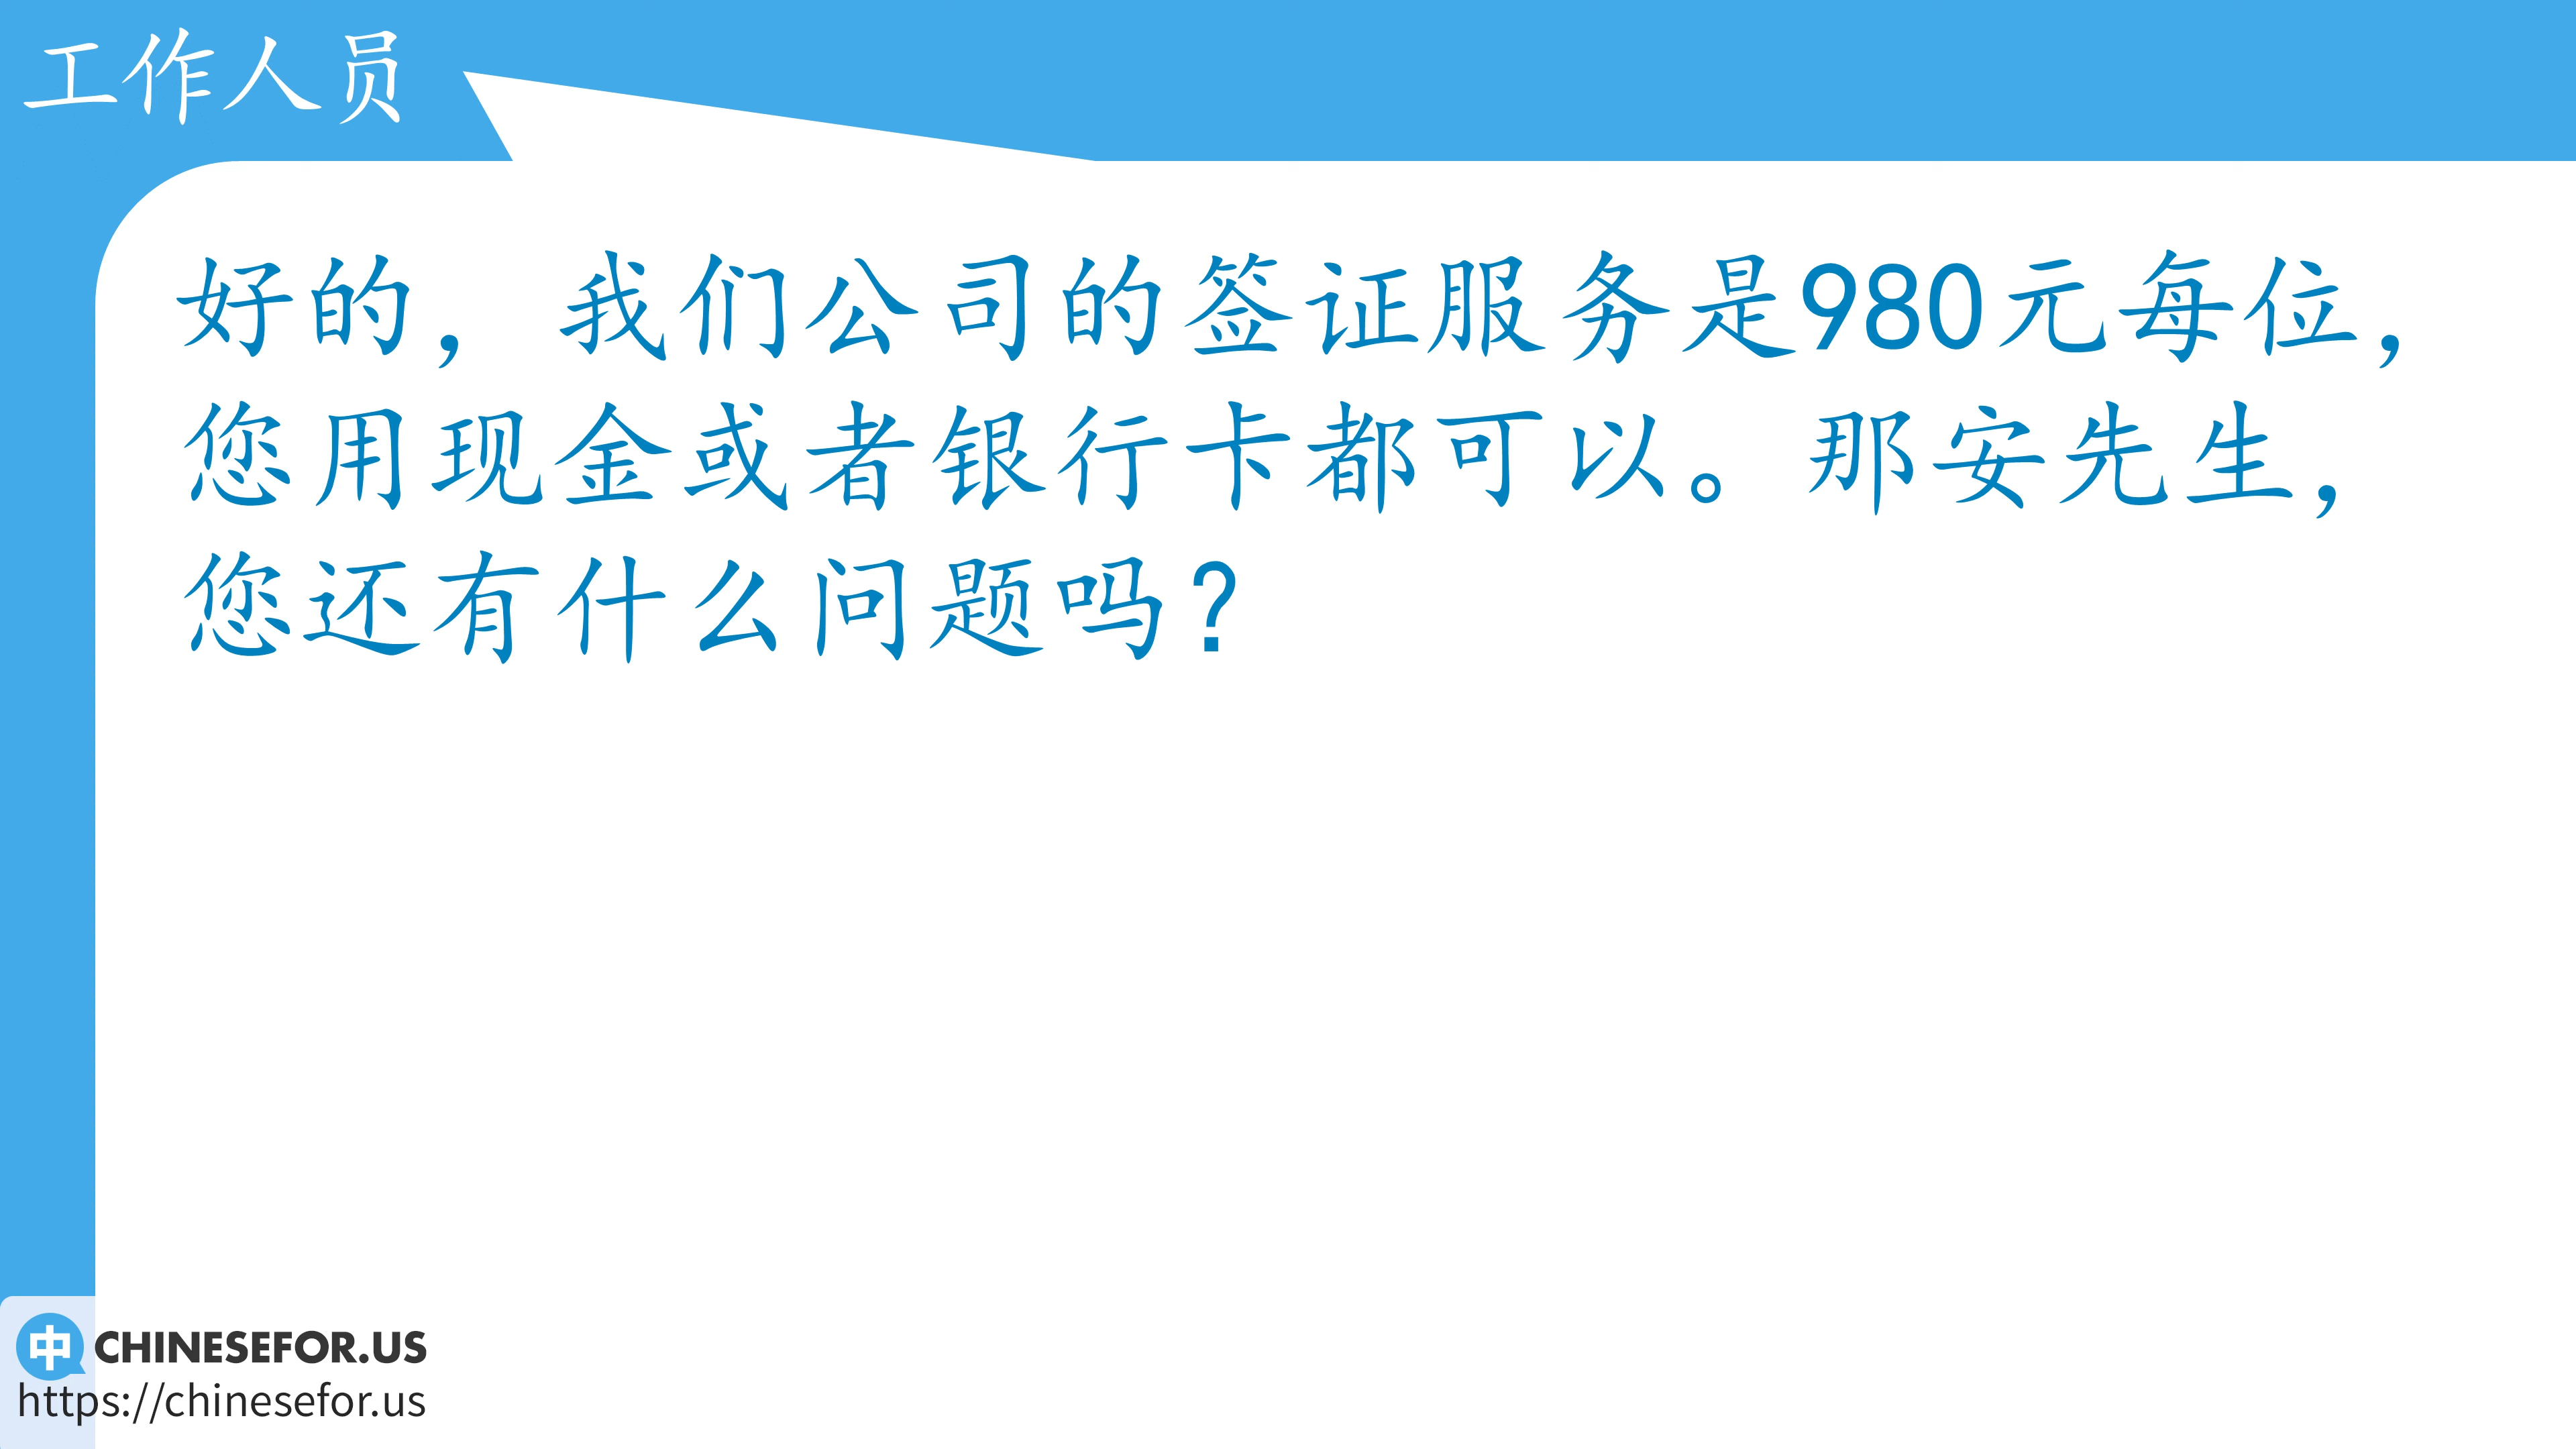 工作人员
好的，我们公司的签证服务是980元每位，
您用现金或者银行卡都可以。那安先生，
您还有什么问题吗？
中 CHINESEFOR.US
https://chinesefor.us